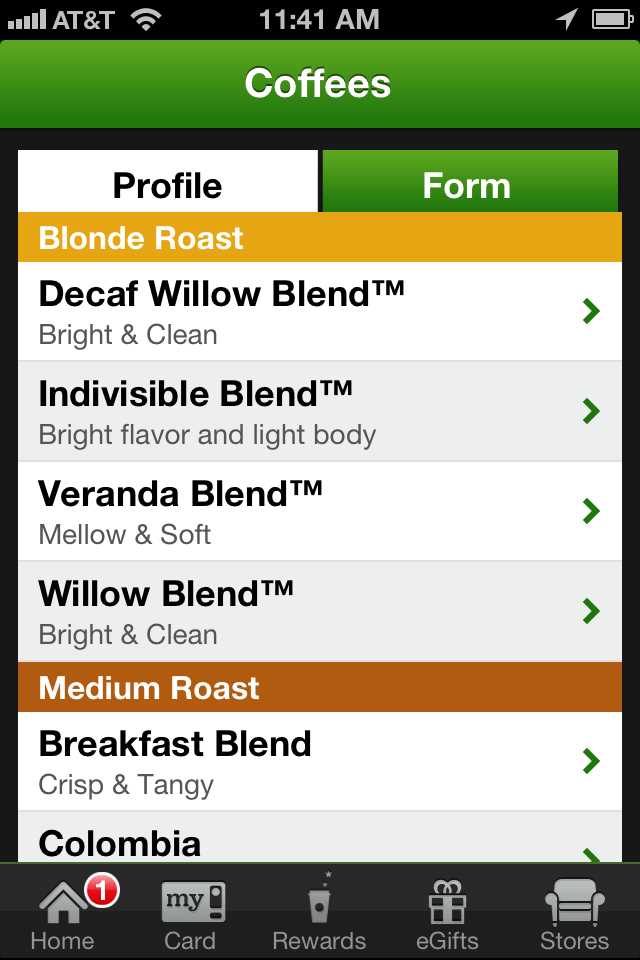 AT&T 11:41 AM
Coffees
Profile Form
Blonde Roast
Decaf Willow Blend™
Bright & Clean
Indivisible Blend™
Bright flavor and light body
Veranda Blend™
Mellow & Soft
Willow Blend™
Bright & Clean
Medium Roast
Breakfast Blend
Crisp & Tangy
Colombia
1
my
Home Card Rewards eGifts Stores